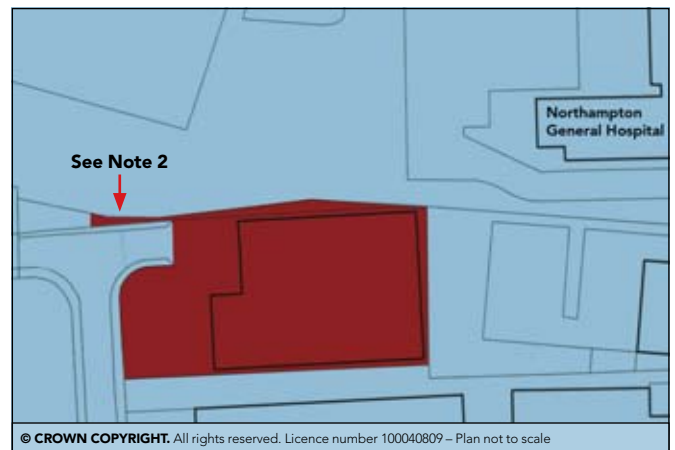 Northampton
General Hospital
See Note 2
© CROWN COPYRIGHT. All rights reserved. Licence number 100040809 – Plan not to scale